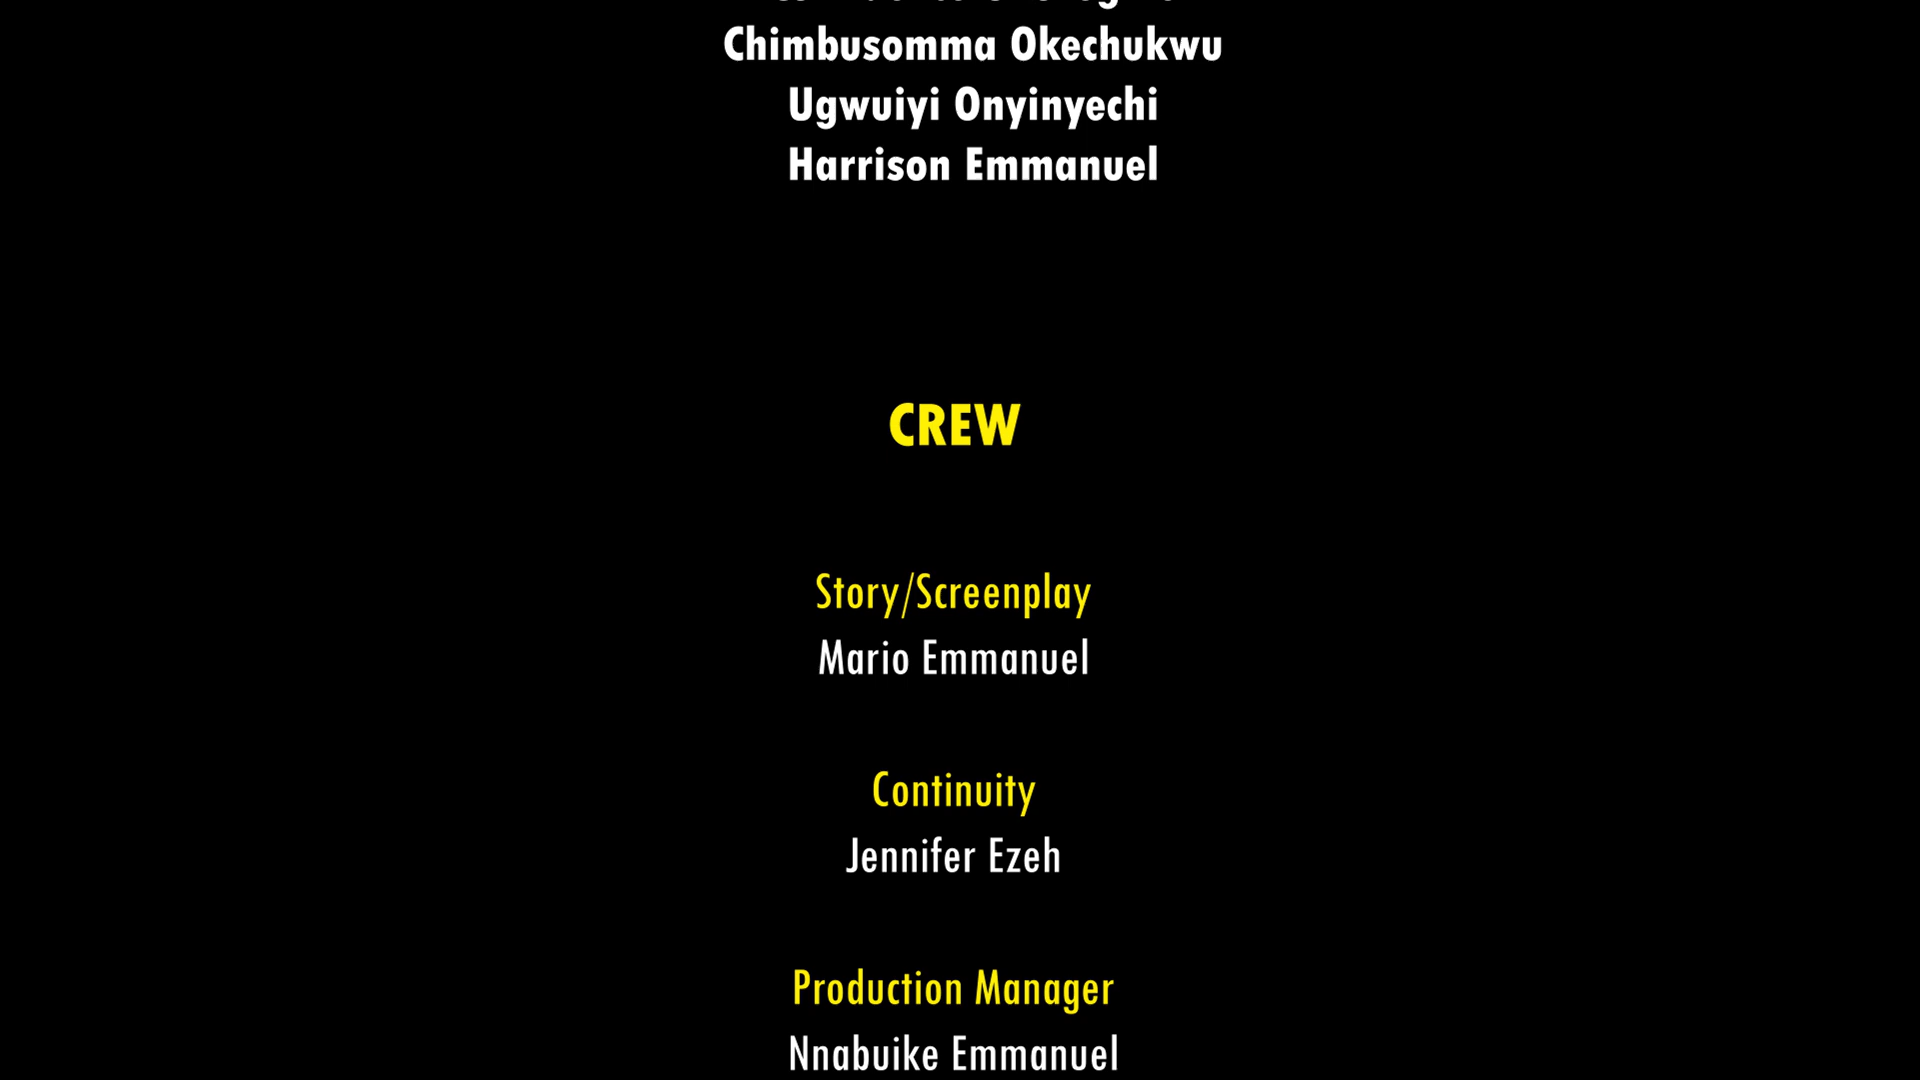 Chimbusomma Okechukwu
Ugwuiyi Onyinyechi
Harrison Emmanuel
CREW
Story/Screenplay
Mario Emmanuel
Continuity
Jennifer Ezeh
Production Manager
Nnabuike Emmanuel